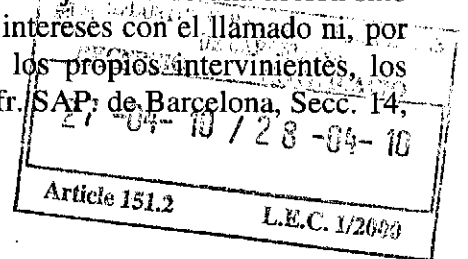 intereses con el llamado ni, por
los propios intervinientes, los
fr. SAP. de Barcelona, Secc. 14,
27 -04- 10 / 28 -04- 10
Article 151.2 L.E.C. 1/2000